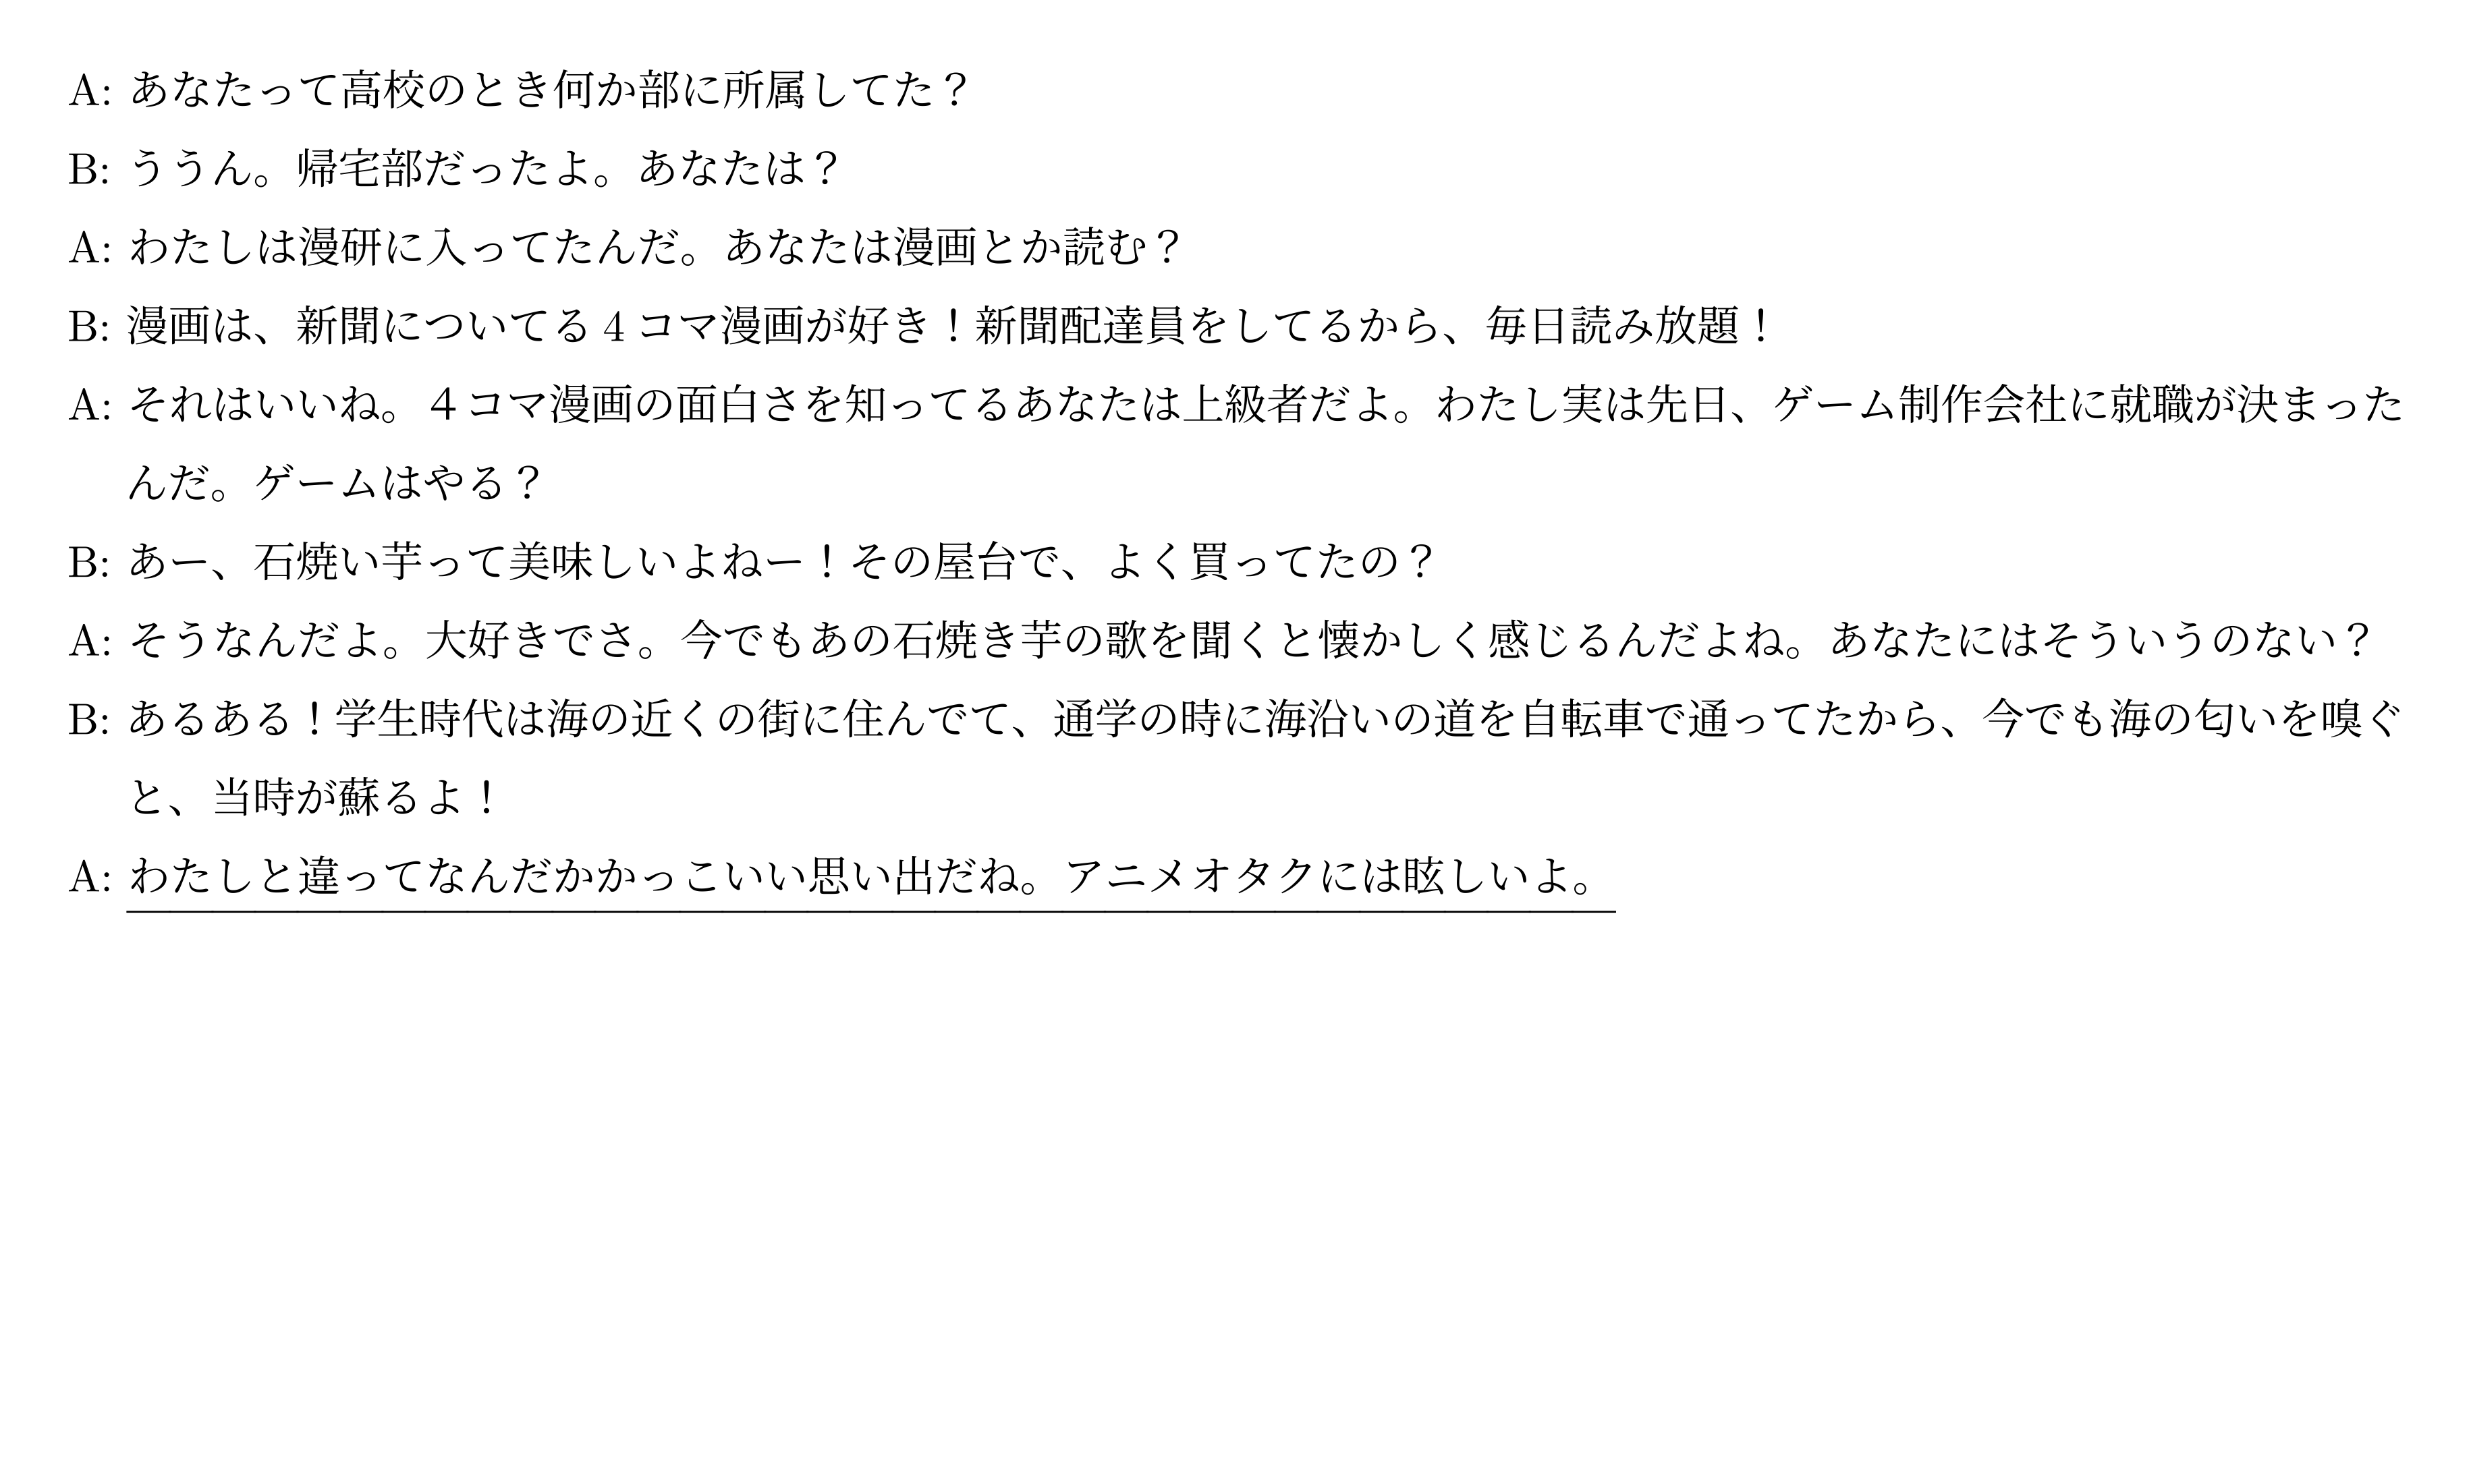 A: あなたって高校のとき何か部に所属してた？
B: ううん。帰宅部だったよ。あなたは？
A: わたしは漫研に入ってたんだ。あなたは漫画とか読む？
B: 漫画は、新聞についてる4コマ漫画が好き！新聞配達員をしてるから、毎日読み放題！
A: それはいいね。4コマ漫画の面白さを知ってるあなたは上級者だよ。わたし実は先日、ゲーム制作会社に就職が決まった
んだ。ゲームはやる？
B: あー、石焼い芋って美味しいよねー！その屋台で、よく買ってたの？
A: そうなんだよ。大好きでさ。今でもあの石焼き芋の歌を聞くと懐かしく感じるんだよね。あなたにはそういうのない？
B: あるある！学生時代は海の近くの街に住んでて、通学の時に海沿いの道を自転車で通ってたから、今でも海の匂いを嗅ぐ
と、当時が蘇るよ！
A: わたしと違ってなんだかかっこいい思い出だね。アニメオタクには眩しいよ。